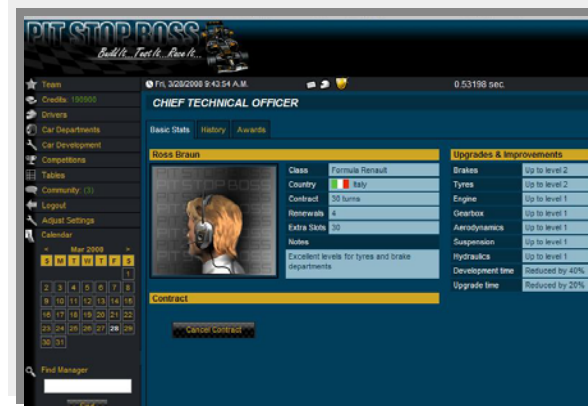 PIT STOP BOSS
Build It.. Test It.. Race It...
Team
Fri, 3/28/2008 9:43:54 A.M.
0.53198 sec.
Credits: 198900
Drivers
Car Departments
Car Development
Competitions
Tables
Community (3)
Logout
Adjust Settings
Calendar
« Mar 2008 »
S M T W T F S
1
2 3 4 5 6 7 8
9 10 11 12 13 14 15
16 17 18 19 20 21 22
23 24 25 26 27 28 29
30 31
Find Manager
Find
CHIEF TECHNICAL OFFICER
Basic Stats History Awards
Ross Braun
PIT STOP BOSS
Class Formula Renault
Country Italy
Contract 30 turns
Renewals 4
Extra Slots 30
Notes
Excellent levels for tyres and brake
departments
Contract
Cancel Contract
Upgrades & Improvements
Brakes Up to level 2
Tyres Up to level 2
Engine Up to level 1
Gearbox Up to level 1
Aerodynamics Up to level 1
Suspension Up to level 1
Hydraulics Up to level 1
Development time Reduced by 40%
Upgrade time Reduced by 20%